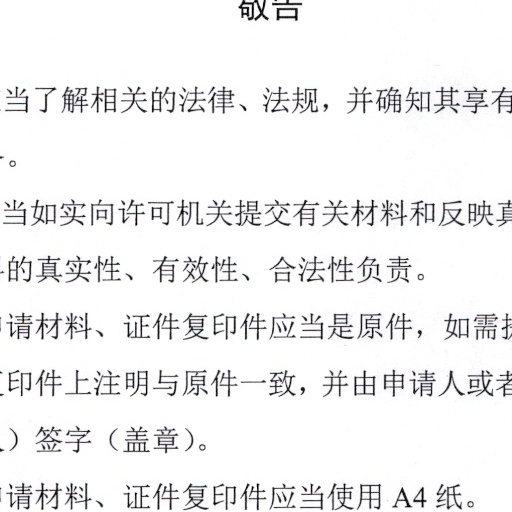 敬告
当了解相关的法律、法规，并确知其享有
。
当如实向许可机关提交有关材料和反映真
的真实性、有效性、合法性负责。
申请材料、证件复印件应当是原件，如需提
复印件上注明与原件一致，并由申请人或者
）签字（盖章）。
申请材料、证件复印件应当使用 A4 纸。